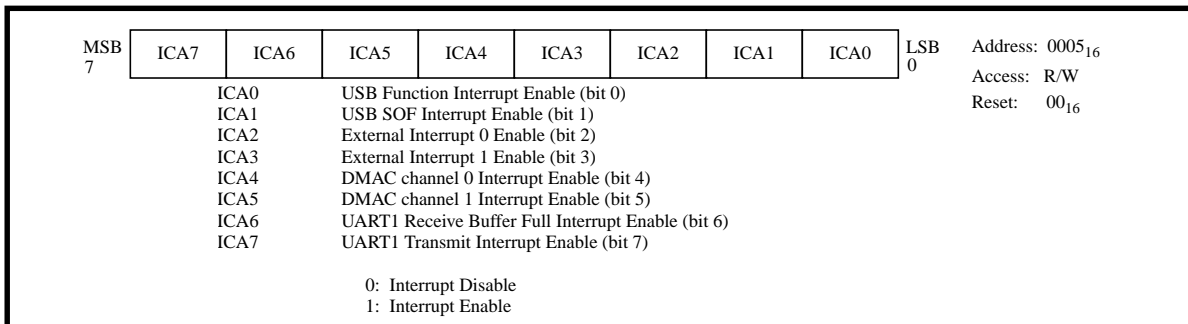 MSB ICA7 ICA6 ICA5 ICA4 ICA3 ICA2 ICA1 ICA0 LSB Address: 0005₁₆
7 0
Access: R/W
Reset: 00₁₆
ICA0 USB Function Interrupt Enable (bit 0)
ICA1 USB SOF Interrupt Enable (bit 1)
ICA2 External Interrupt 0 Enable (bit 2)
ICA3 External Interrupt 1 Enable (bit 3)
ICA4 DMAC channel 0 Interrupt Enable (bit 4)
ICA5 DMAC channel 1 Interrupt Enable (bit 5)
ICA6 UART1 Receive Buffer Full Interrupt Enable (bit 6)
ICA7 UART1 Transmit Interrupt Enable (bit 7)
0: Interrupt Disable
1: Interrupt Enable